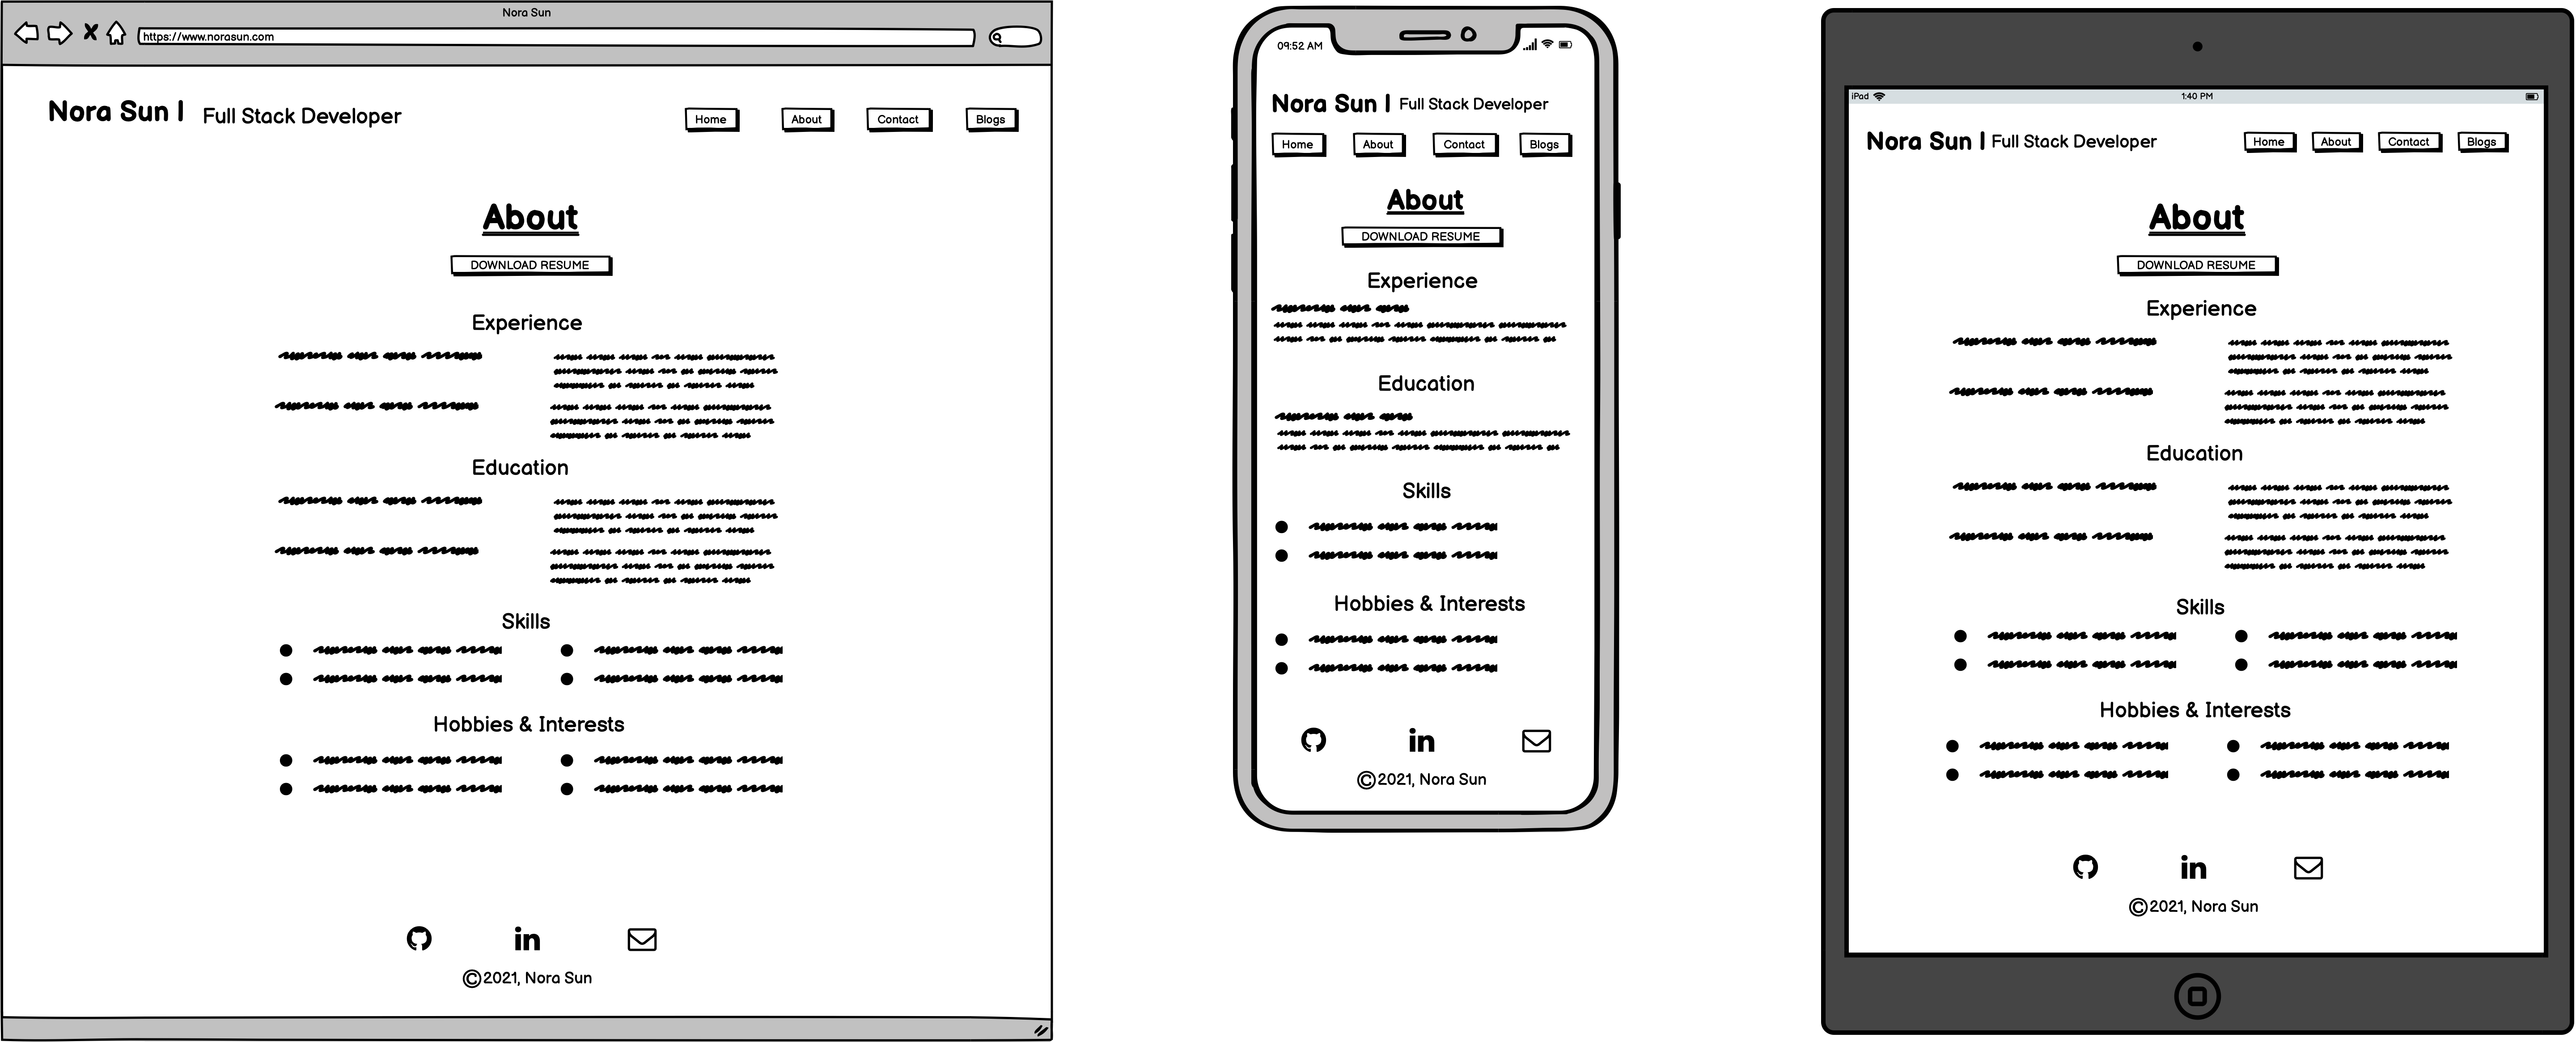 Nora Sun
https://www.norasun.com
Nora Sun | Full Stack Developer
Home About Contact Blogs
About
DOWNLOAD RESUME
Experience
Education
Skills
Hobbies & Interests
in
©2021, Nora Sun
09:52 AM
Nora Sun | Full Stack Developer
Home About Contact Blogs
About
DOWNLOAD RESUME
Experience
Education
Skills
Hobbies & Interests
in
©2021, Nora Sun
iPad 1:40 PM
Nora Sun | Full Stack Developer
Home About Contact Blogs
About
DOWNLOAD RESUME
Experience
Education
Skills
Hobbies & Interests
in
©2021, Nora Sun